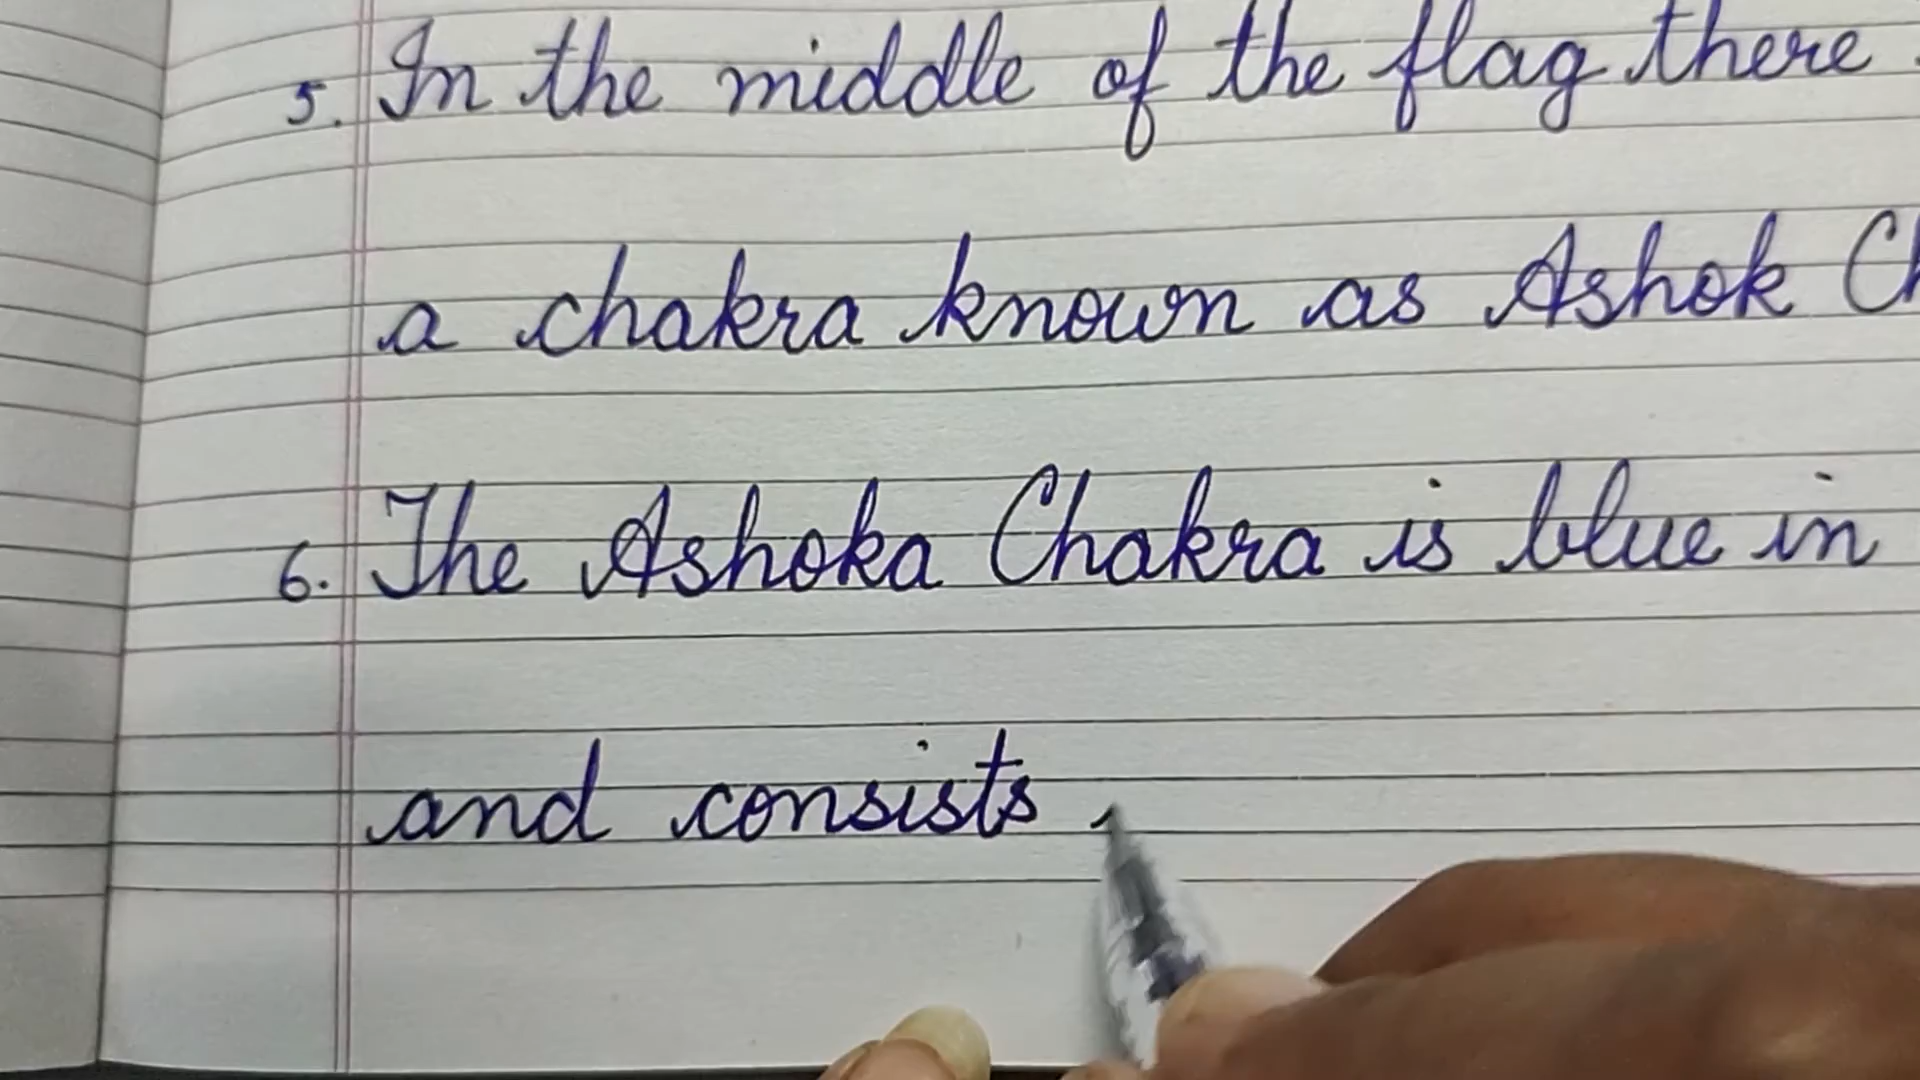 5. In the middle of the flag there
a chakra known as Ashok Ch
6. The Ashoka Chakra is blue in
and consists